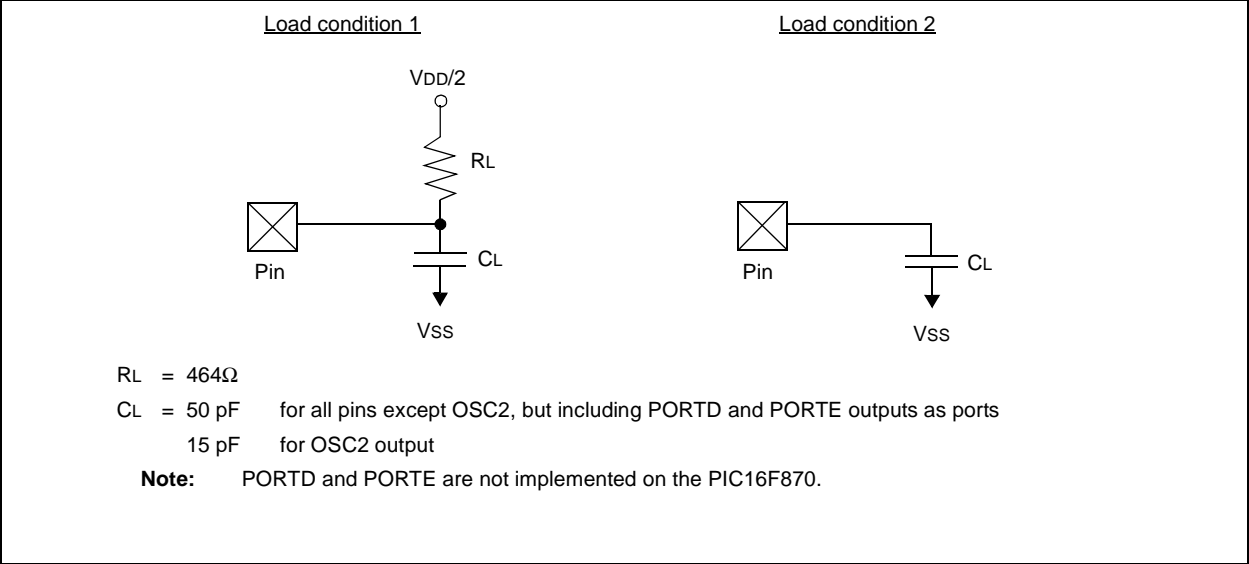 Load condition 1
Load condition 2
VDD/2
RL
Pin
CL
VSS
Pin
CL
VSS
RL = 464Ω
CL = 50 pF for all pins except OSC2, but including PORTD and PORTE outputs as ports
15 pF for OSC2 output
Note: PORTD and PORTE are not implemented on the PIC16F870.